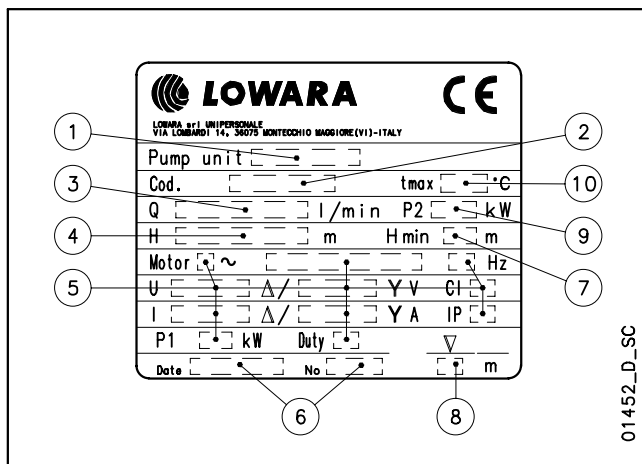 LOWARA CE
LOWARA srl UNIPERSONALE
VIA LOMBARDI 14, 36075 MONTECCHIO MAGGIORE(VI)-ITALY
1 2
Pump unit
Cod. tmax °C
3 10
Q l/min P2 kW
4 9
H m Hmin m
Motor ~ Hz
5 7
U Δ/ Y V Cl
I Δ/ Y A IP
P1 kW Duty
Date No m
6 8
01452_D_SC